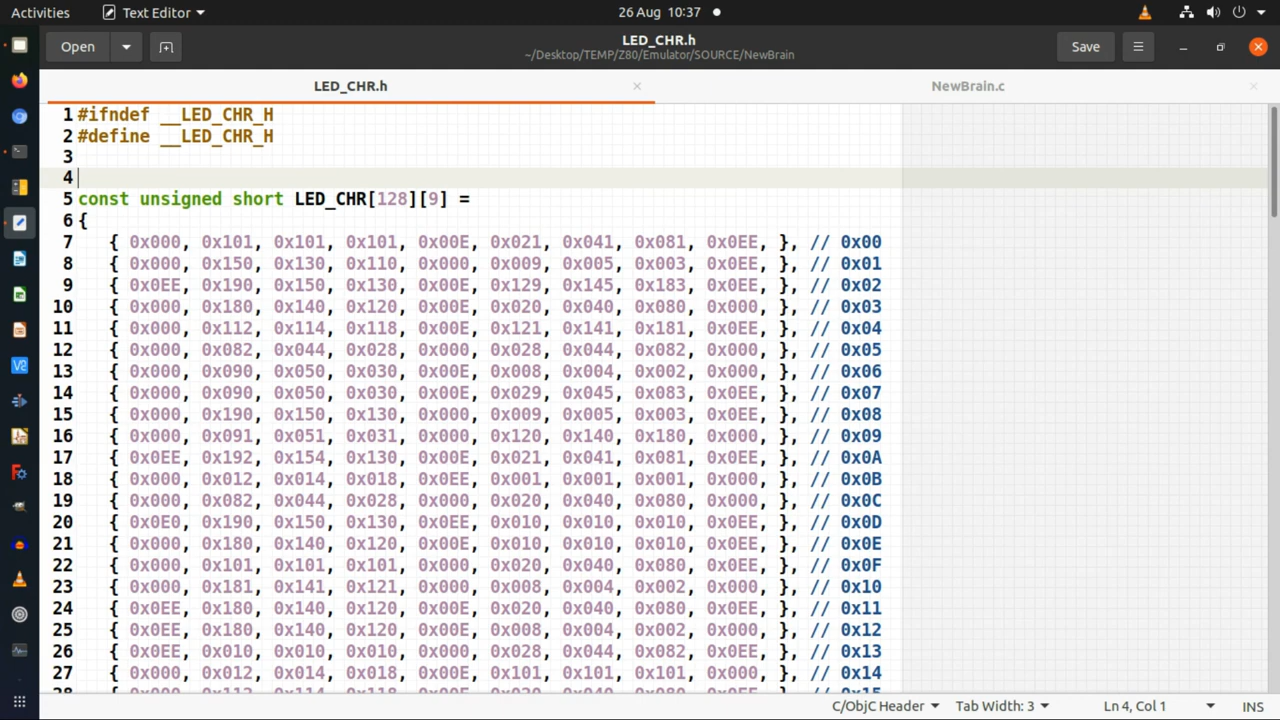 Activities Text Editor 26 Aug 10:37
Open LED_CHR.h Save
~/Desktop/TEMP/Z80/Emulator/SOURCE/NewBrain
LED_CHR.h NewBrain.c
1 #ifndef __LED_CHR_H
2 #define __LED_CHR_H
3
4
5 const unsigned short LED_CHR[128][9] =
6 {
7 { 0x000, 0x101, 0x101, 0x101, 0x00E, 0x021, 0x041, 0x081, 0x0EE, }, // 0x00
8 { 0x000, 0x150, 0x130, 0x110, 0x000, 0x009, 0x005, 0x003, 0x0EE, }, // 0x01
9 { 0x0EE, 0x190, 0x150, 0x130, 0x00E, 0x129, 0x145, 0x183, 0x0EE, }, // 0x02
10 { 0x000, 0x180, 0x140, 0x120, 0x00E, 0x020, 0x040, 0x080, 0x000, }, // 0x03
11 { 0x000, 0x112, 0x114, 0x118, 0x00E, 0x121, 0x141, 0x181, 0x0EE, }, // 0x04
12 { 0x000, 0x082, 0x044, 0x028, 0x000, 0x028, 0x044, 0x082, 0x000, }, // 0x05
13 { 0x000, 0x090, 0x050, 0x030, 0x00E, 0x008, 0x004, 0x002, 0x000, }, // 0x06
14 { 0x000, 0x090, 0x050, 0x030, 0x00E, 0x029, 0x045, 0x083, 0x0EE, }, // 0x07
15 { 0x000, 0x190, 0x150, 0x130, 0x000, 0x009, 0x005, 0x003, 0x0EE, }, // 0x08
16 { 0x000, 0x091, 0x051, 0x031, 0x000, 0x120, 0x140, 0x180, 0x000, }, // 0x09
17 { 0x0EE, 0x192, 0x154, 0x130, 0x00E, 0x021, 0x041, 0x081, 0x0EE, }, // 0x0A
18 { 0x000, 0x012, 0x014, 0x018, 0x0EE, 0x001, 0x001, 0x001, 0x000, }, // 0x0B
19 { 0x000, 0x082, 0x044, 0x028, 0x000, 0x020, 0x040, 0x080, 0x000, }, // 0x0C
20 { 0x0E0, 0x190, 0x150, 0x130, 0x0EE, 0x010, 0x010, 0x010, 0x0EE, }, // 0x0D
21 { 0x000, 0x180, 0x140, 0x120, 0x00E, 0x010, 0x010, 0x010, 0x0EE, }, // 0x0E
22 { 0x000, 0x101, 0x101, 0x101, 0x000, 0x020, 0x040, 0x080, 0x0EE, }, // 0x0F
23 { 0x000, 0x181, 0x141, 0x121, 0x000, 0x008, 0x004, 0x002, 0x000, }, // 0x10
24 { 0x0EE, 0x180, 0x140, 0x120, 0x00E, 0x020, 0x040, 0x080, 0x0EE, }, // 0x11
25 { 0x0EE, 0x180, 0x140, 0x120, 0x00E, 0x008, 0x004, 0x002, 0x000, }, // 0x12
26 { 0x0EE, 0x010, 0x010, 0x010, 0x000, 0x028, 0x044, 0x082, 0x0EE, }, // 0x13
27 { 0x000, 0x012, 0x014, 0x018, 0x00E, 0x101, 0x101, 0x101, 0x000, }, // 0x14
C/ObjC Header Tab Width: 3 Ln 4, Col 1 INS